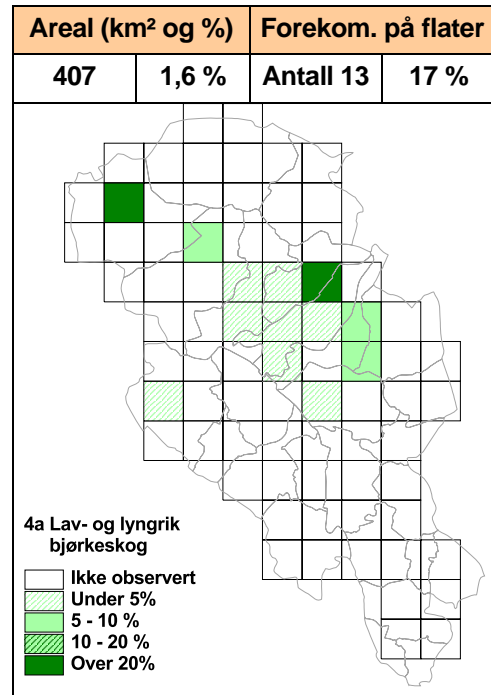 Areal (km² og %) Forekom. på flater
407 1,6 % Antall 13 17 %
4a Lav- og lyngrik
bjørkeskog
Ikke observert
Under 5%
5 - 10 %
10 - 20 %
Over 20%